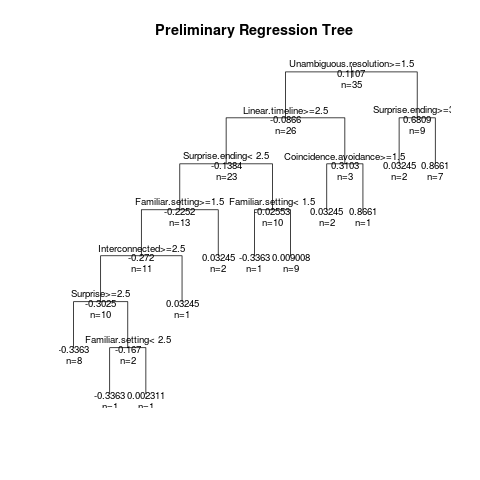 Preliminary Regression Tree
Unambiguous.resolution>=1.5
0.1107
n=35
Linear.timeline>=2.5
-0.0866
n=26
Surprise.ending>=
0.6809
n=9
Surprise.ending< 2.5
-0.1384
n=23
Coincidence.avoidance>=1.5
0.3103
n=3
0.03245
n=2
0.8661
n=7
Familiar.setting>=1.5
-0.2252
n=13
Familiar.setting< 1.5
-0.02553
n=10
0.03245
n=2
0.8661
n=1
Interconnected>=2.5
-0.272
n=11
0.03245
n=2
-0.3363
n=1
0.009008
n=9
Surprise>=2.5
-0.3025
n=10
0.03245
n=1
-0.3363
n=8
Familiar.setting< 2.5
-0.167
n=2
-0.3363
n=1
0.002311
n=1